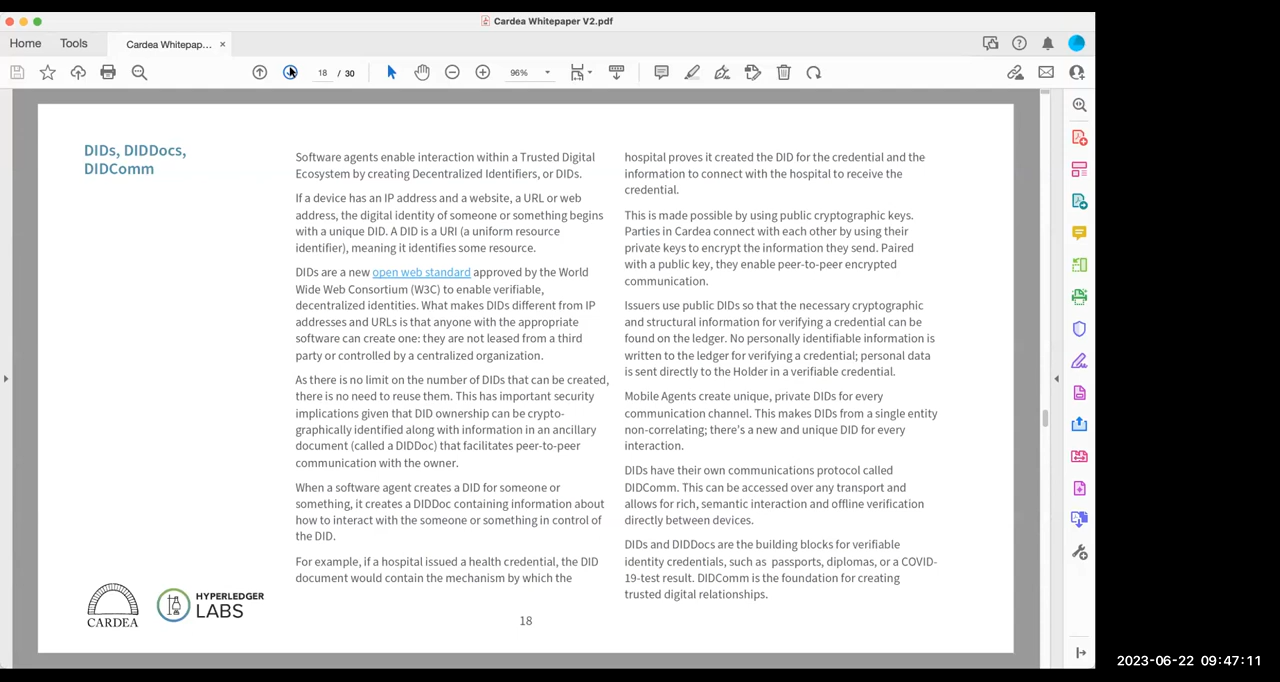 Cardea Whitepaper V2.pdf
Home
Tools
Cardea Whitepap... ×
18 / 30
96%
DIDs, DIDDocs,
DIDComm
Software agents enable interaction within a Trusted Digital
Ecosystem by creating Decentralized Identifiers, or DIDs.
If a device has an IP address and a website, a URL or web
address, the digital identity of someone or something begins
with a unique DID. A DID is a URI (a uniform resource
identifier), meaning it identifies some resource.
DIDs are a new open web standard approved by the World
Wide Web Consortium (W3C) to enable verifiable,
decentralized identities. What makes DIDs different from IP
addresses and URLs is that anyone with the appropriate
software can create one: they are not leased from a third
party or controlled by a centralized organization.
As there is no limit on the number of DIDs that can be created,
there is no need to reuse them. This has important security
implications given that DID ownership can be crypto-
graphically identified along with information in an ancillary
document (called a DIDDoc) that facilitates peer-to-peer
communication with the owner.
When a software agent creates a DID for someone or
something, it creates a DIDDoc containing information about
how to interact with the someone or something in control of
the DID.
For example, if a hospital issued a health credential, the DID
document would contain the mechanism by which the
hospital proves it created the DID for the credential and the
information to connect with the hospital to receive the
credential.
This is made possible by using public cryptographic keys.
Parties in Cardea connect with each other by using their
private keys to encrypt the information they send. Paired
with a public key, they enable peer-to-peer encrypted
communication.
Issuers use public DIDs so that the necessary cryptographic
and structural information for verifying a credential can be
found on the ledger. No personally identifiable information is
written to the ledger for verifying a credential; personal data
is sent directly to the Holder in a verifiable credential.
Mobile Agents create unique, private DIDs for every
communication channel. This makes DIDs from a single entity
non-correlating; there's a new and unique DID for every
interaction.
DIDs have their own communications protocol called
DIDComm. This can be accessed over any transport and
allows for rich, semantic interaction and offline verification
directly between devices.
DIDs and DIDDocs are the building blocks for verifiable
identity credentials, such as passports, diplomas, or a COVID-
19-test result. DIDComm is the foundation for creating
trusted digital relationships.
CARDEA
HYPERLEDGER
LABS
18
2023-06-22 09:47:11